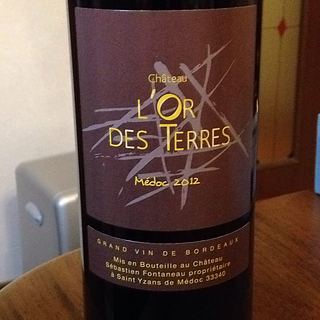 Château
L'OR
DES TERRES
Médoc 2012
GRAND VIN DE BORDEAUX
Mis en Bouteille au Château
Sébastien Fontaneau propriétaire
à Saint Yzans de Médoc 33340